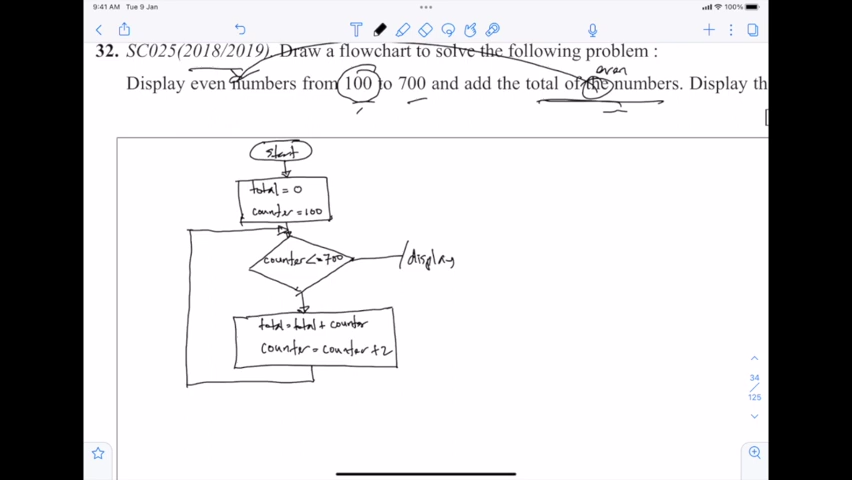 9:41 AM Tue 9 Jan
100%
32. SC025(2018/2019). Draw a flowchart to solve the following problem :
even
Display even numbers from 100 to 700 and add the total of the numbers. Display th
start
total = 0
counter = 100
counter <= 700
/display
total = total + counter
counter = counter + 2
34
125